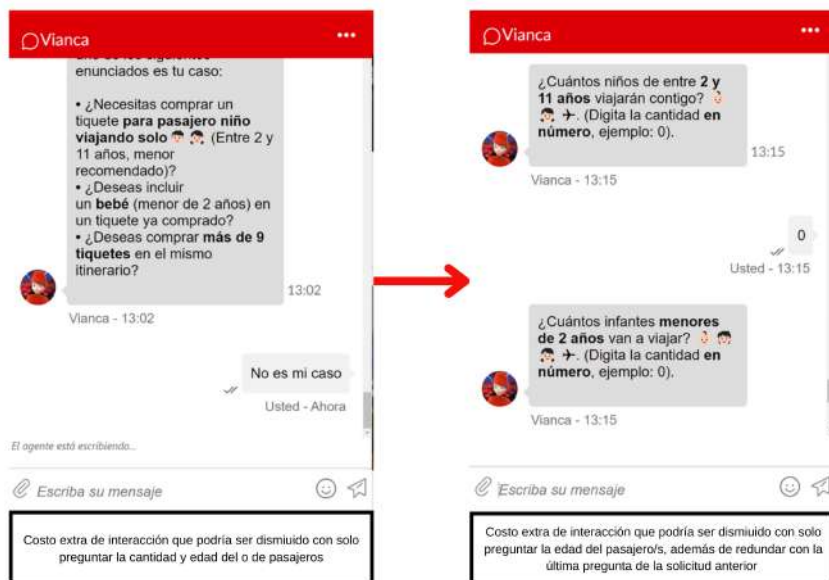 Vianca
enunciados es tu caso:
• ¿Necesitas comprar un
tiquete para pasajero niño
viajando solo (Entre 2 y
11 años, menor
recomendado)?
• ¿Deseas incluir
un bebé (menor de 2 años) en
un tiquete ya comprado?
• ¿Deseas comprar más de 9
tiquetes en el mismo
itinerario?
13:02
Vianca - 13:02
No es mi caso
Usted - Ahora
El agente está escribiendo...
Escriba su mensaje
Costo extra de interacción que podría ser dismiuido con solo
preguntar la cantidad y edad del o de pasajeros
Vianca
¿Cuántos niños de entre 2 y
11 años viajarán contigo?
. (Digita la cantidad en
número, ejemplo: 0).
13:15
Vianca - 13:15
0
Usted - 13:15
¿Cuántos infantes menores
de 2 años van a viajar?
. (Digita la cantidad en
número, ejemplo: 0).
Vianca - 13:15
Escriba su mensaje
Costo extra de interacción que podría ser dismiuido con solo
preguntar la edad del pasajero/s, además de redundar con la
última pregunta de la solicitud anterior